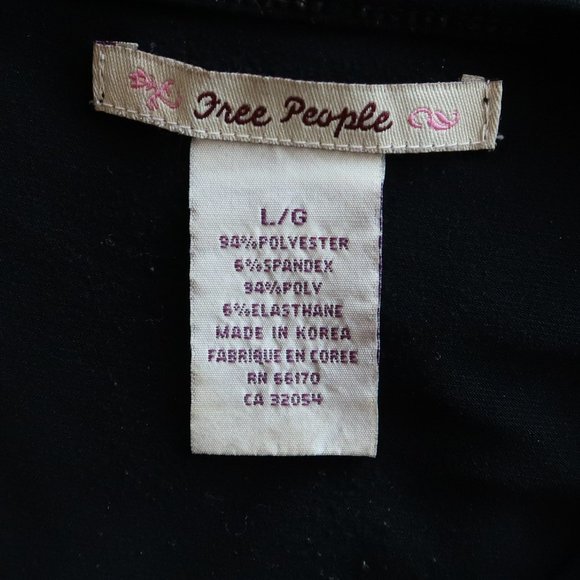 Free People
L/G
94%POLYESTER
6%SPANDEX
94%POLY
6%ELASTHANE
MADE IN KOREA
FABRIQUE EN COREE
RN 66170
CA 32054